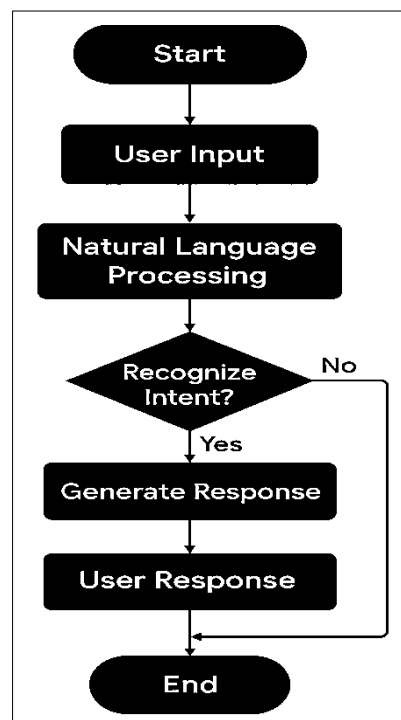 Start
User Input
Natural Language
Processing
Recognize
Intent?
No
Yes
Generate Response
User Response
End